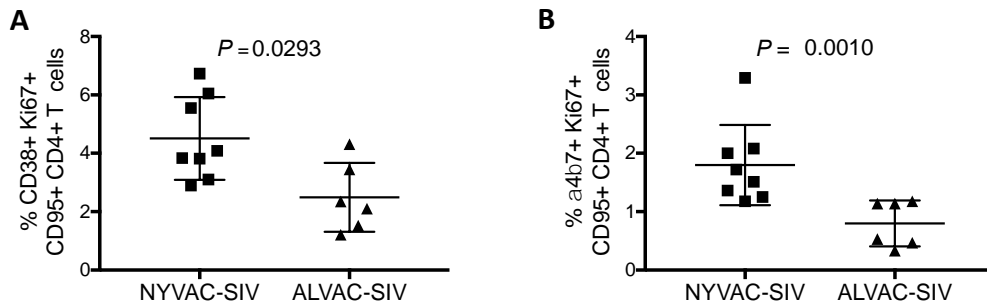 A
P = 0.0293
% CD38+ Ki67+
CD95+ CD4+ T cells
8
6
4
2
0
NYVAC-SIV ALVAC-SIV
B
P = 0.0010
% a4b7+ Ki67+
CD95+ CD4+ T cells
4
3
2
1
0
NYVAC-SIV ALVAC-SIV